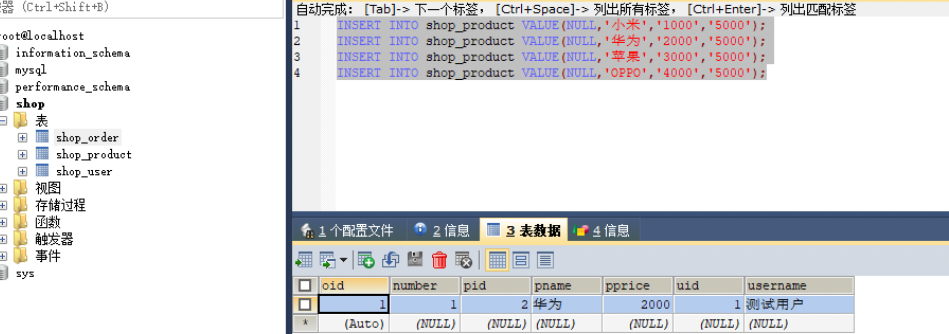 (Ctrl+Shift+B)
root@localhost
information_schema
mysql
performance_schema
shop
表
shop_order
shop_product
shop_user
视图
存储过程
函数
触发器
事件
sys
自动完成: [Tab]-> 下一个标签, [Ctrl+Space]-> 列出所有标签, [Ctrl+Enter]-> 列出匹配标签
1 INSERT INTO shop_product VALUE(NULL,'小米','1000','5000');
2 INSERT INTO shop_product VALUE(NULL,'华为','2000','5000');
3 INSERT INTO shop_product VALUE(NULL,'苹果','3000','5000');
4 INSERT INTO shop_product VALUE(NULL,'OPPO','4000','5000');
1 个配置文件 2 信息 3 表数据 4 信息
oid number pid pname pprice uid username
1 1 2 华为 2000 1 测试用户
* (Auto) (NULL) (NULL) (NULL) (NULL) (NULL) (NULL)